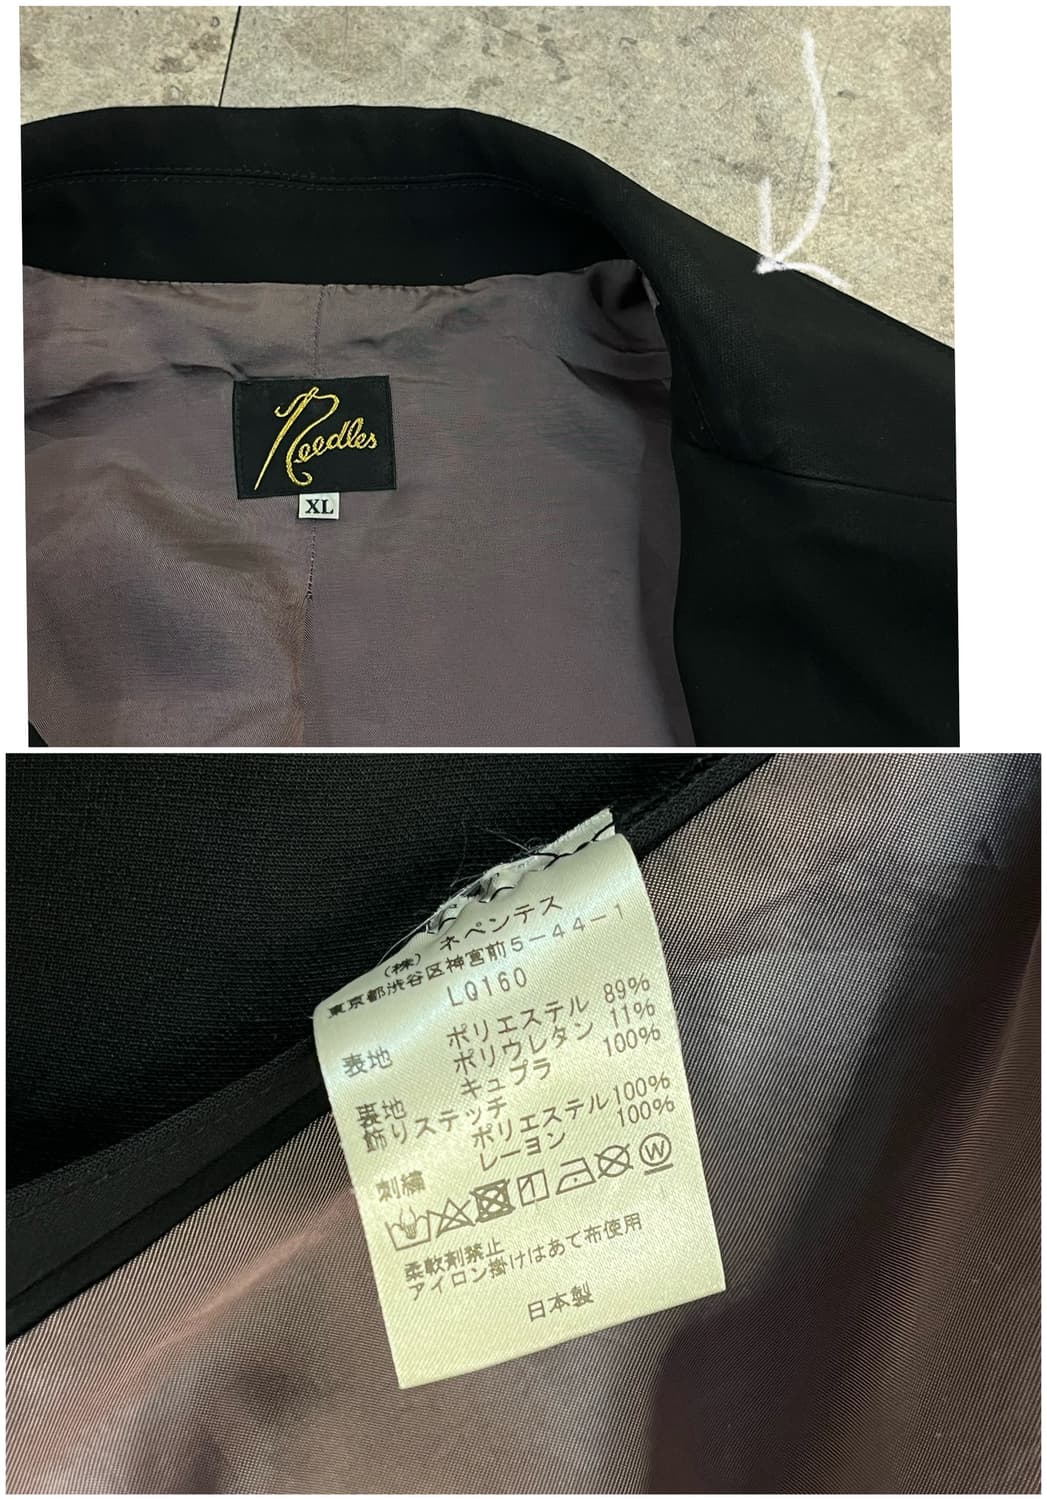 Needles
XL
(株) ネペンテス
東京都渋谷区神宮前5-44-1
LQ160
表地 ポリエステル 89%
ポリウレタン 11%
裏地 キュプラ 100%
飾りステッチ
ポリエステル100%
刺繍 レーヨン 100%
W
柔軟剤禁止
アイロン掛けはあて布使用
日本製